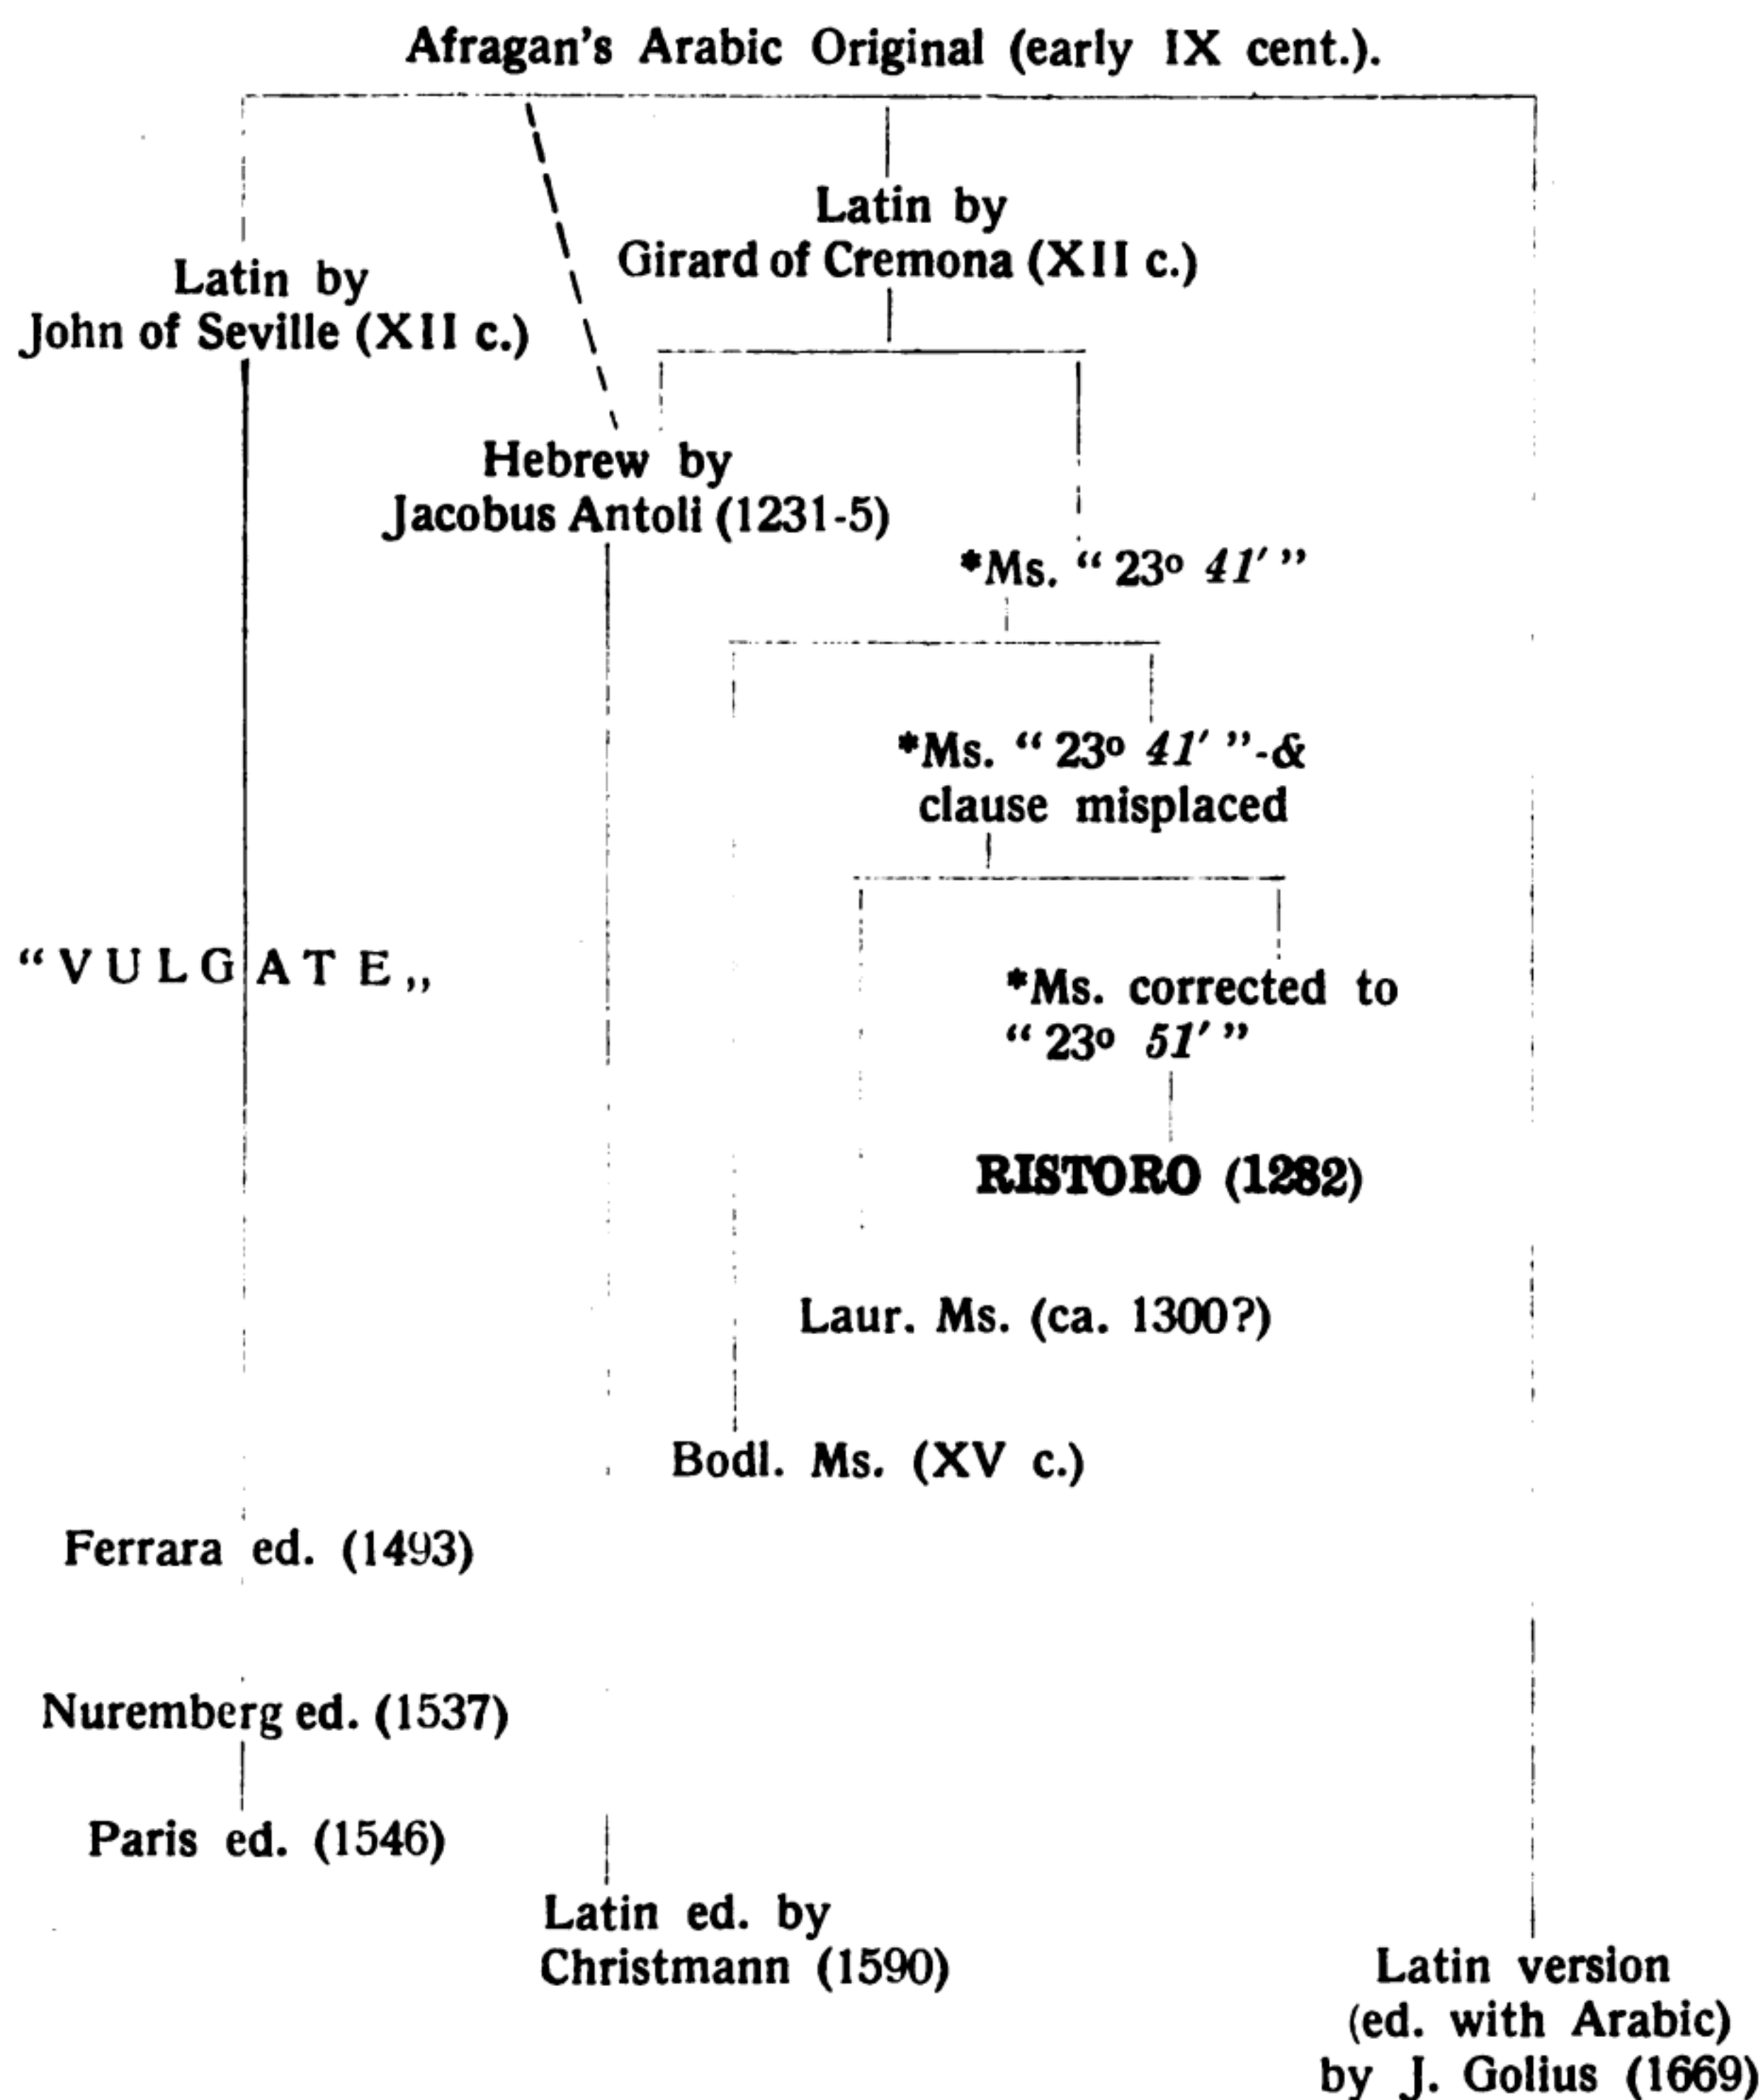 Afragan's Arabic Original (early IX cent.).
Latin by
Girard of Cremona (XII c.)
Latin by
John of Seville (XII c.)
Hebrew by
Jacobus Antoli (1231-5)
*Ms. “ 23º 41′ ”
*Ms. “ 23º 41′ ”-&
clause misplaced
“VULGATE„
*Ms. corrected to
“ 23º 51′ ”
RISTORO (1282)
Laur. Ms. (ca. 1300?)
Bodl. Ms. (XV c.)
Ferrara ed. (1493)
Nuremberg ed. (1537)
Paris ed. (1546)
Latin ed. by
Christmann (1590)
Latin version
(ed. with Arabic)
by J. Golius (1669)